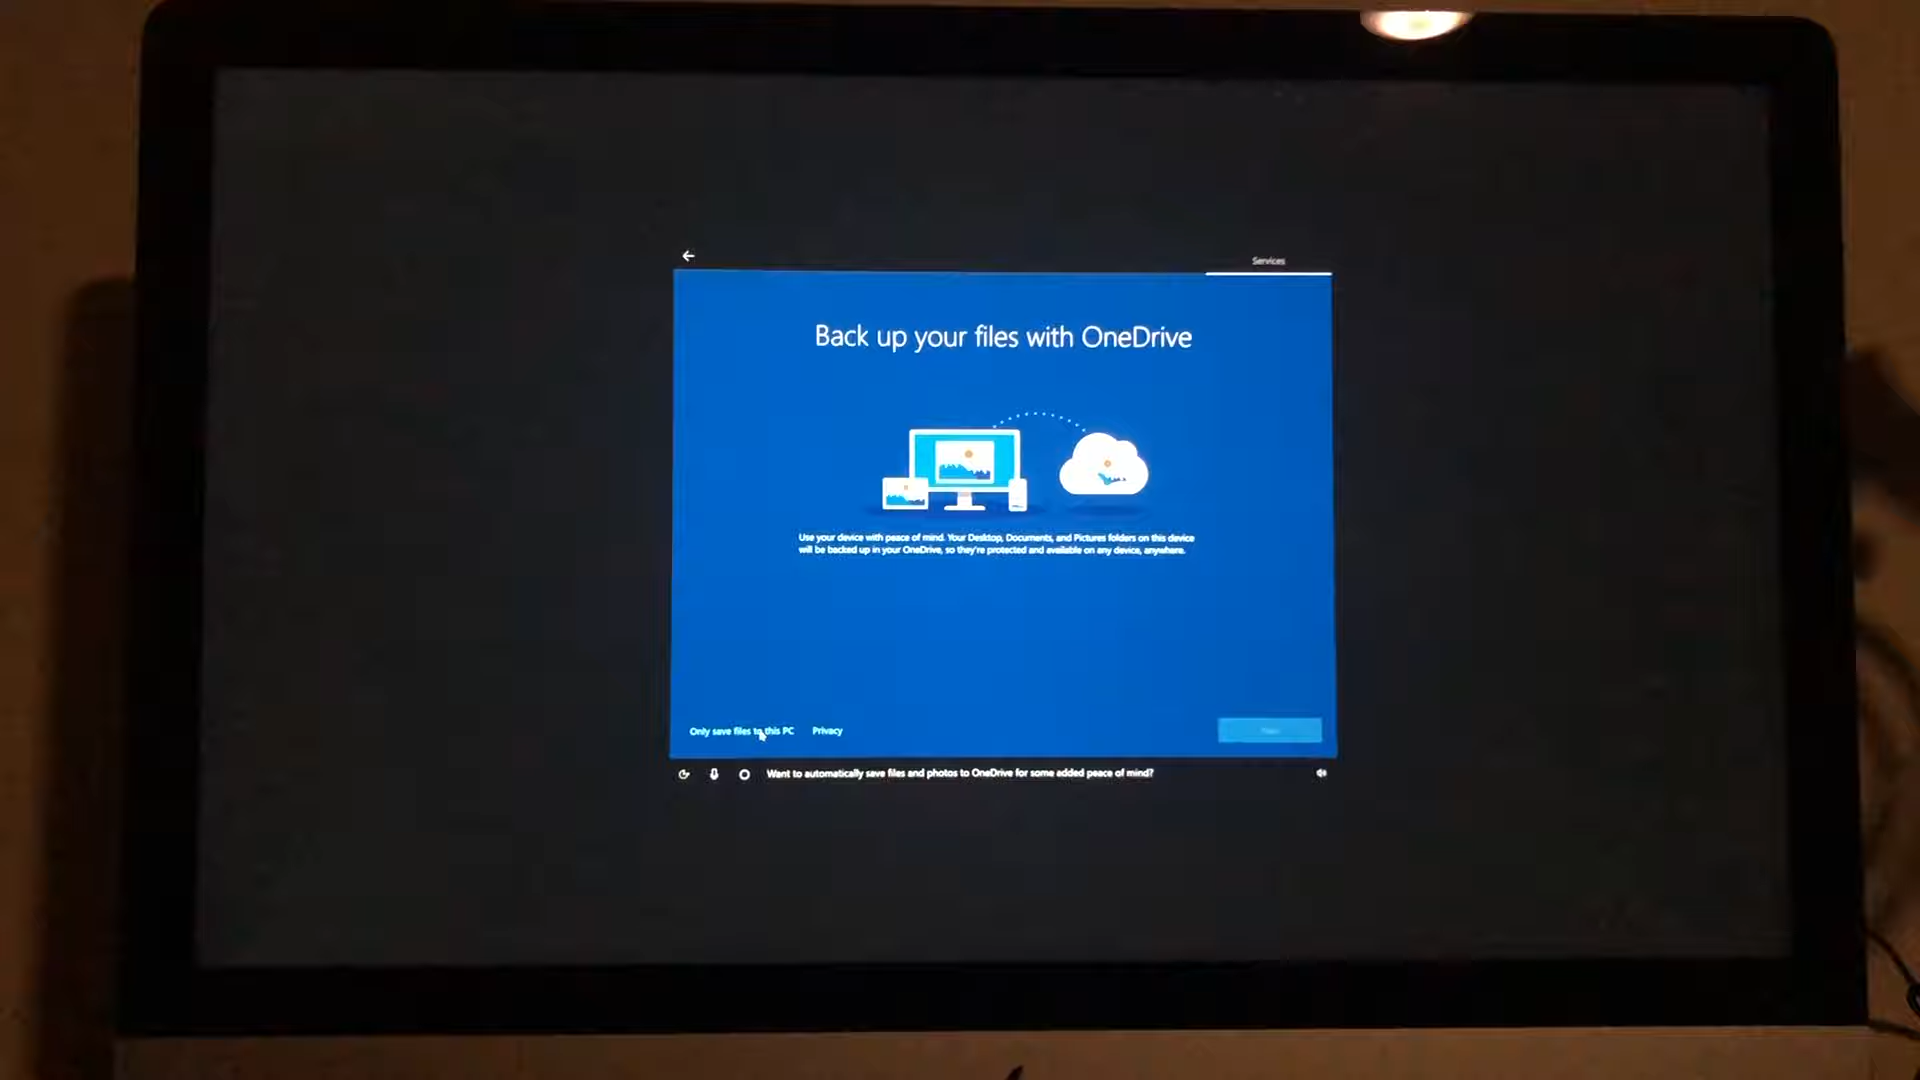 Services
Back up your files with OneDrive
Use your device with peace of mind. Your Desktop, Documents, and Pictures folders on this device
will be backed up in your OneDrive, so they're protected and available on any device, anywhere.
Only save files to this PC Privacy
Want to automatically save files and photos to OneDrive for some added peace of mind?